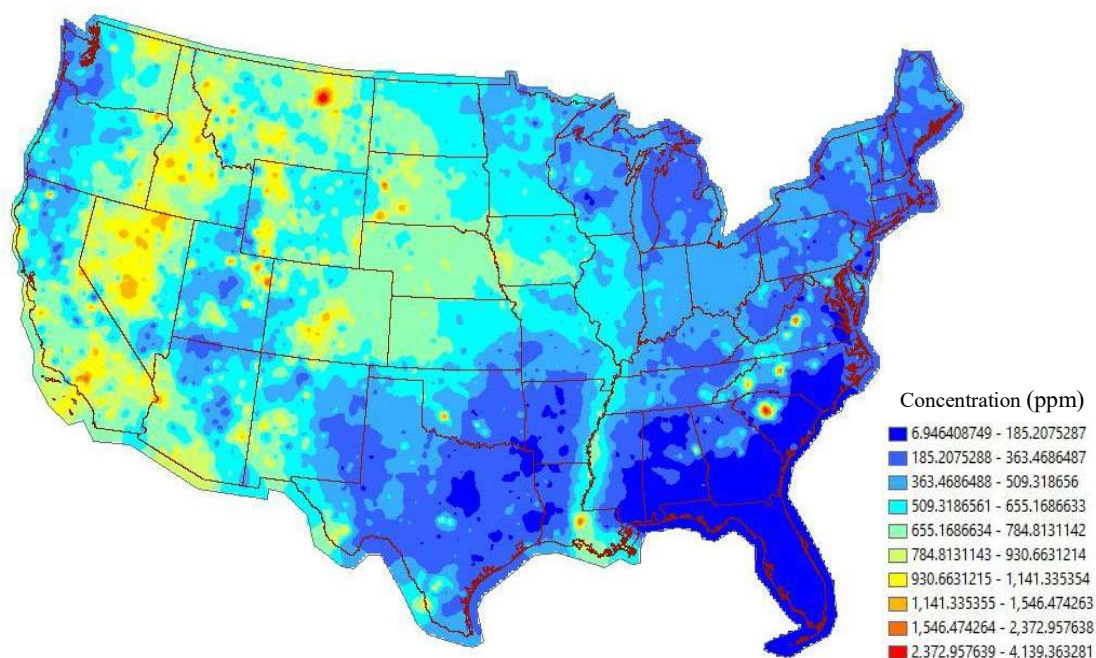 Concentration (ppm)
6.946408749 - 185.2075287
185.2075288 - 363.4686487
363.4686488 - 509.318656
509.3186561 - 655.1686633
655.1686634 - 784.8131142
784.8131143 - 930.6631214
930.6631215 - 1,141.335354
1,141.335355 - 1,546.474263
1,546.474264 - 2,372.957638
2,372.957639 - 4,139.363281